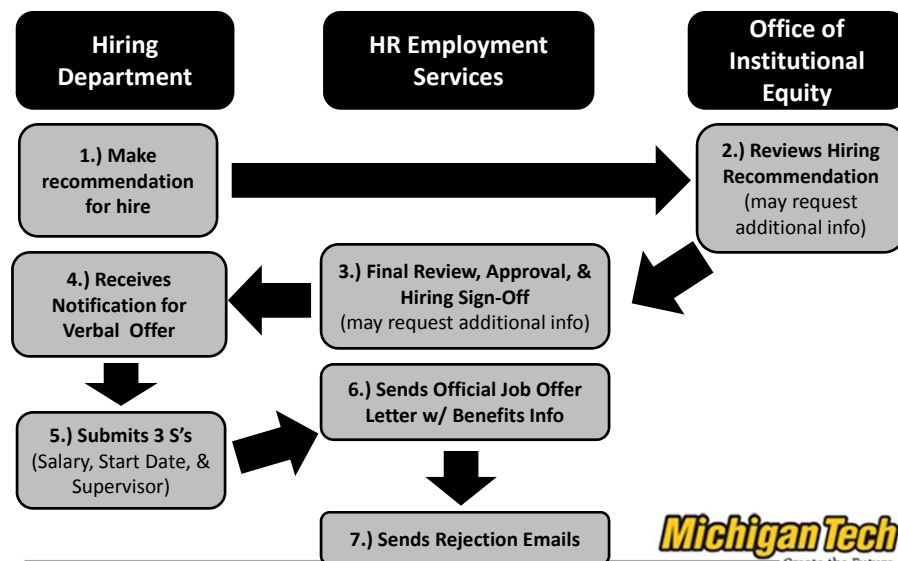 Hiring
Department
HR Employment
Services
Office of
Institutional
Equity
1.) Make
recommendation
for hire
2.) Reviews Hiring
Recommendation
(may request
additional info)
3.) Final Review, Approval, &
Hiring Sign-Off
(may request additional info)
4.) Receives
Notification for
Verbal Offer
5.) Submits 3 S’s
(Salary, Start Date, &
Supervisor)
6.) Sends Official Job Offer
Letter w/ Benefits Info
7.) Sends Rejection Emails
Michigan Tech